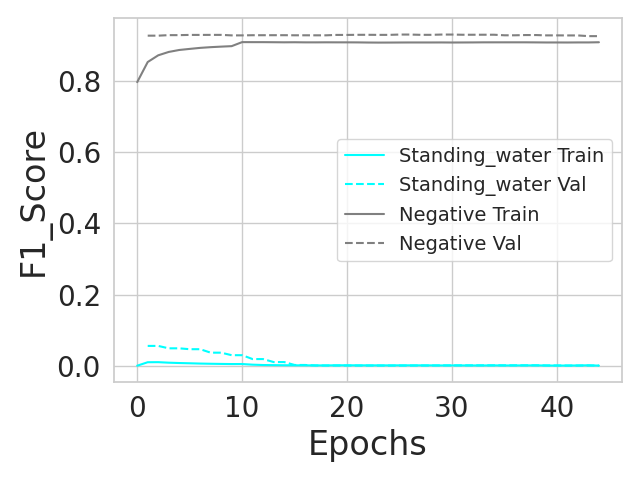 F1_Score
0.8
0.6
0.4
0.2
0.0
Standing_water Train
Standing_water Val
Negative Train
Negative Val
0 10 20 30 40
Epochs